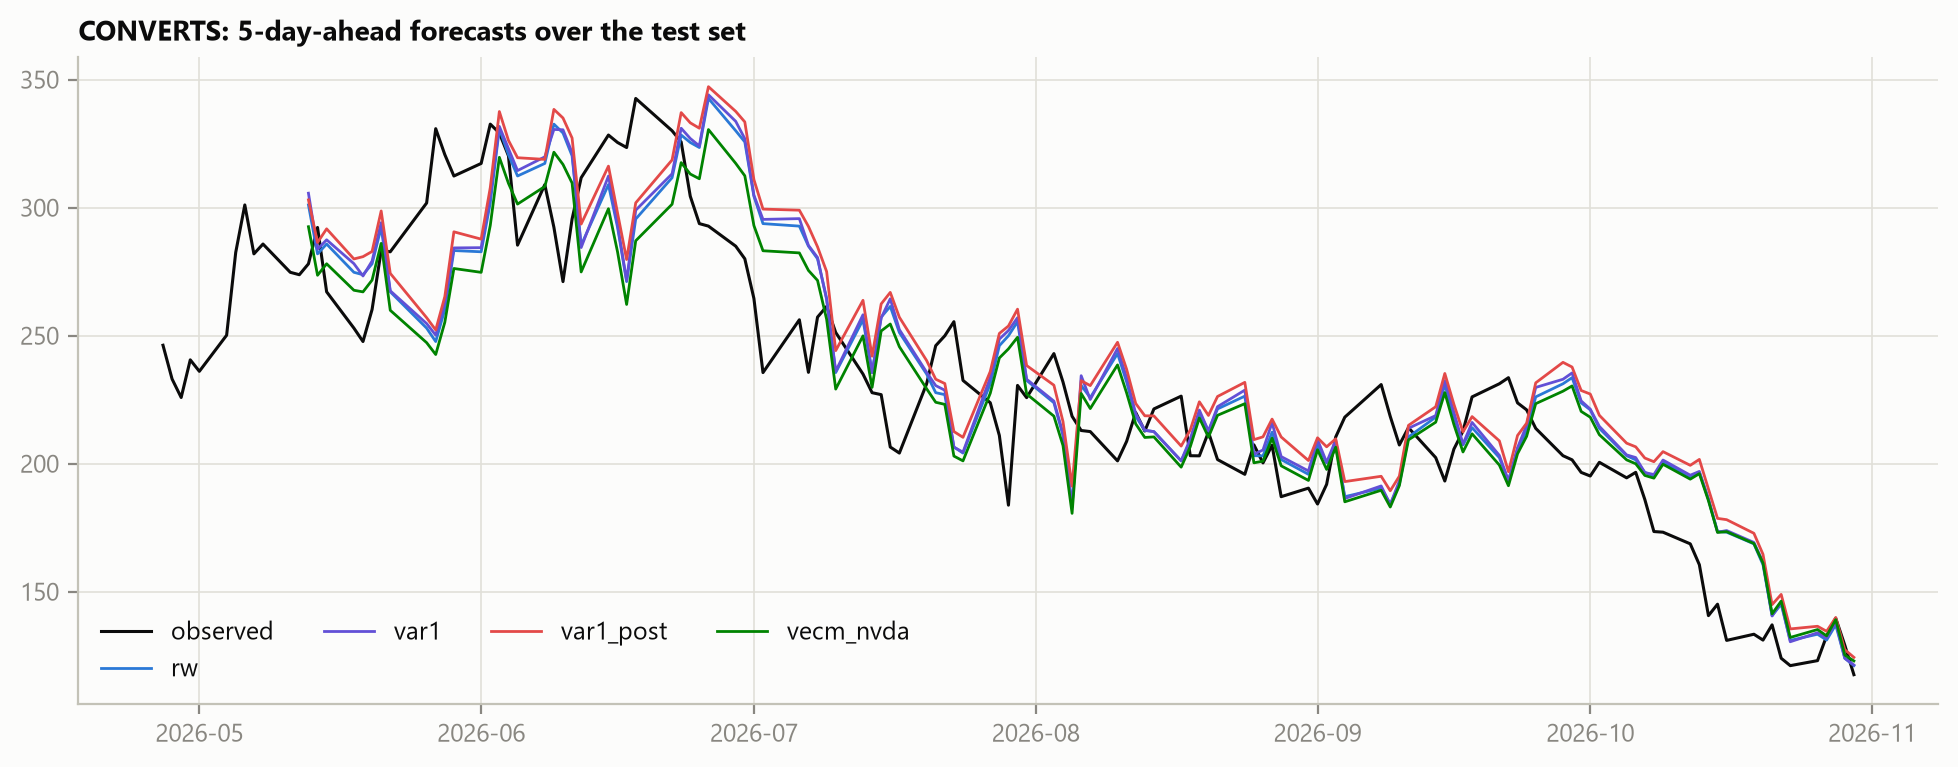 CONVERTS: 5-day-ahead forecasts over the test set
350
300
250
200
150
observed var1 var1_post vecm_nvda
rw
2026-05 2026-06 2026-07 2026-08 2026-09 2026-10 2026-11